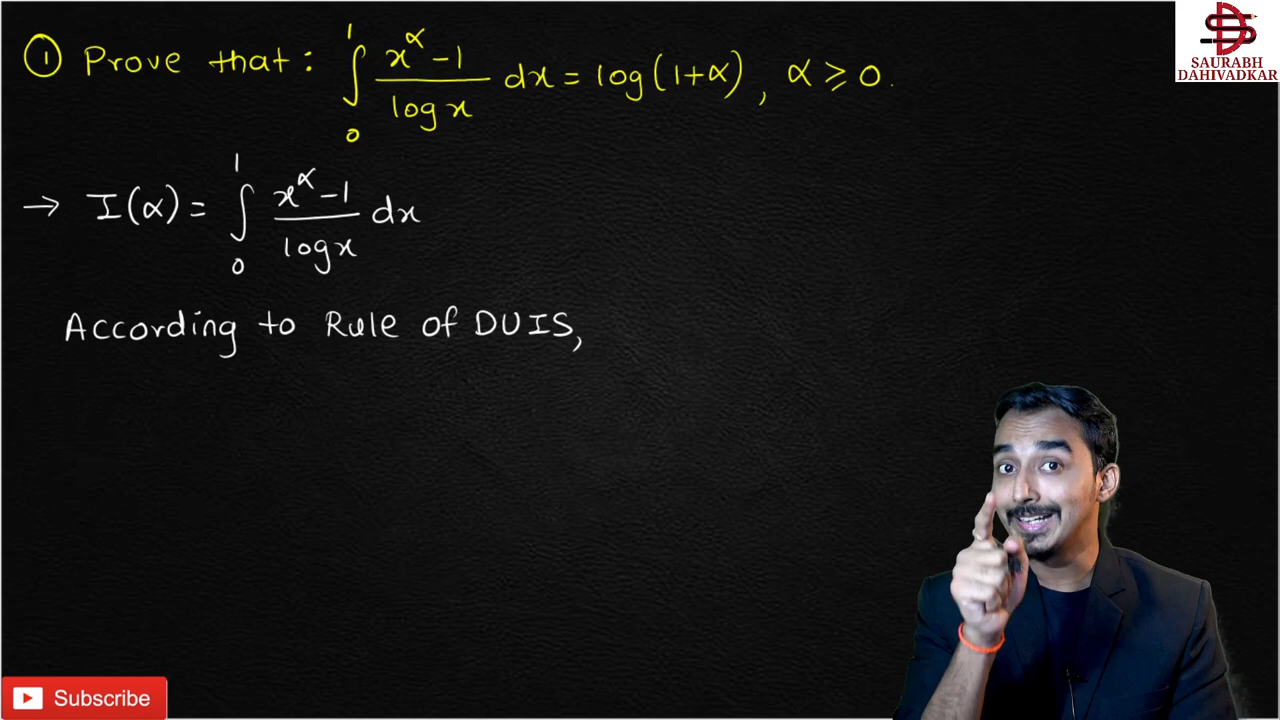 ① Prove that : ∫₀¹ (x^α - 1)/(log x) dx = log(1+α), α ≥ 0.
→ I(α) = ∫₀¹ (x^α - 1)/(log x) dx
According to Rule of DUIS,
SAURABH
DAHIVADKAR
Subscribe